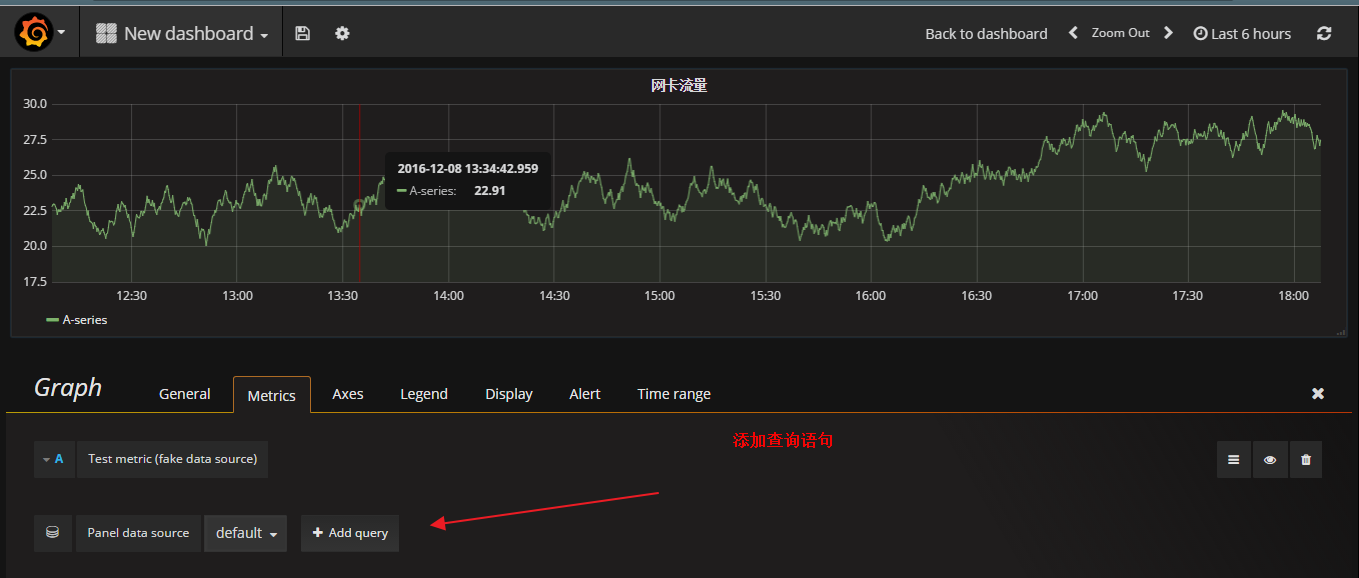 New dashboard
Back to dashboard
Zoom Out
Last 6 hours
网卡流量
30.0
27.5
25.0
22.5
20.0
17.5
2016-12-08 13:34:42.959
A-series: 22.91
12:30 13:00 13:30 14:00 14:30 15:00 15:30 16:00 16:30 17:00 17:30 18:00
A-series
Graph
General Metrics Axes Legend Display Alert Time range
添加查询语句
A Test metric (fake data source)
Panel data source default + Add query